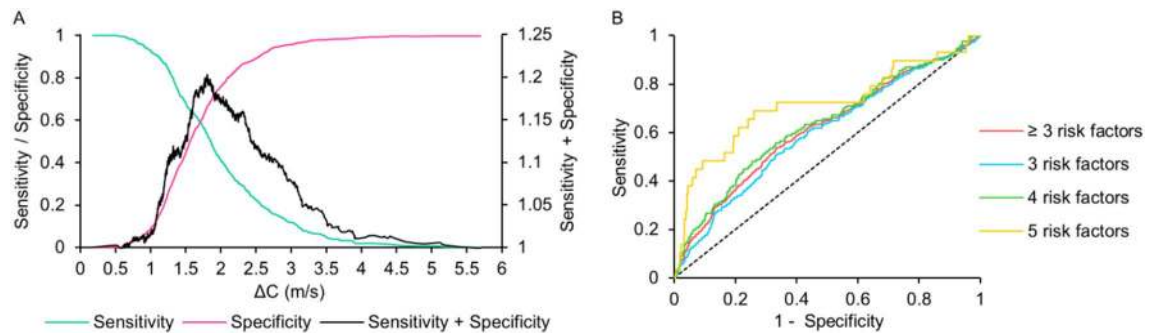 A
Sensitivity / Specificity
1
0.8
0.6
0.4
0.2
0
1.25
1.20
1.15
1.10
1.05
1
Sensitivity + Specificity
0 0.5 1 1.5 2 2.5 3 3.5 4 4.5 5 5.5 6
ΔC (m/s)
Sensitivity Specificity Sensitivity + Specificity
B
Sensitivity
1
0.8
0.6
0.4
0.2
0
0 0.2 0.4 0.6 0.8 1
1 - Specificity
≥ 3 risk factors
3 risk factors
4 risk factors
5 risk factors